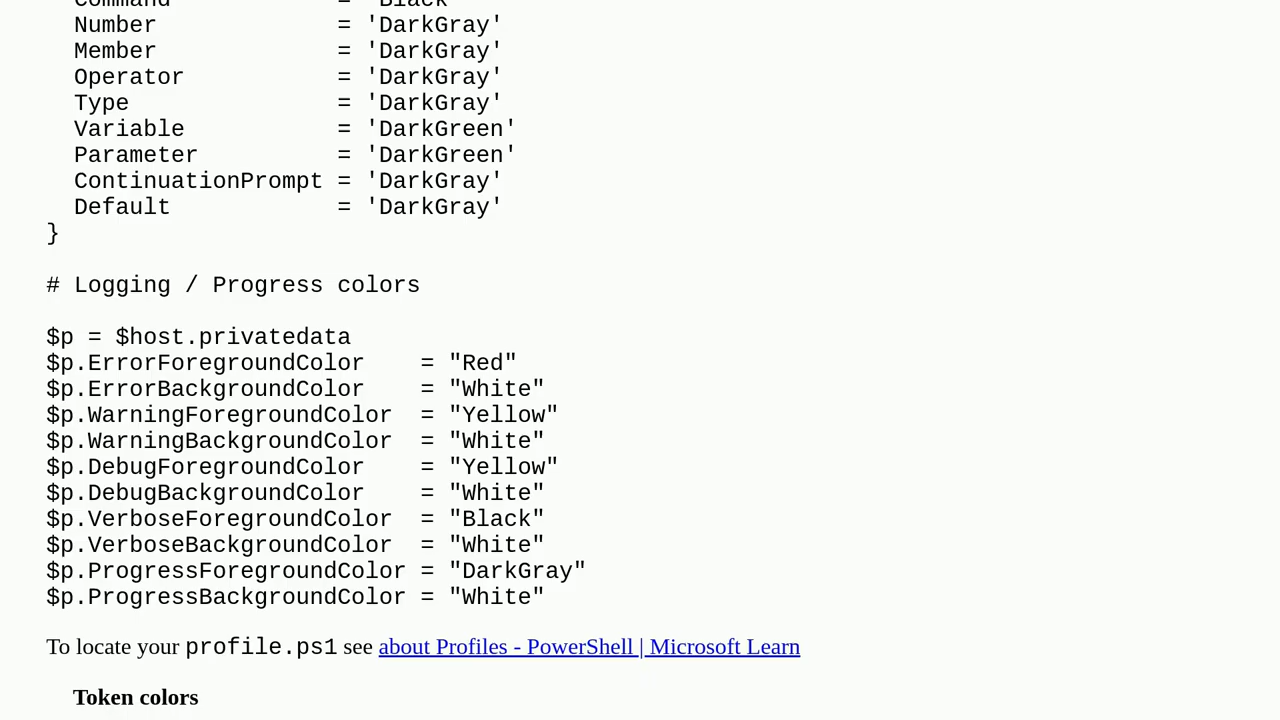 Command            = 'Black'
Number             = 'DarkGray'
Member             = 'DarkGray'
Operator           = 'DarkGray'
Type               = 'DarkGray'
Variable           = 'DarkGreen'
Parameter          = 'DarkGreen'
ContinuationPrompt = 'DarkGray'
Default            = 'DarkGray'
}
# Logging / Progress colors
$p = $host.privatedata
$p.ErrorForegroundColor    = "Red"
$p.ErrorBackgroundColor    = "White"
$p.WarningForegroundColor  = "Yellow"
$p.WarningBackgroundColor  = "White"
$p.DebugForegroundColor    = "Yellow"
$p.DebugBackgroundColor    = "White"
$p.VerboseForegroundColor  = "Black"
$p.VerboseBackgroundColor  = "White"
$p.ProgressForegroundColor = "DarkGray"
$p.ProgressBackgroundColor = "White"
To locate your profile.ps1 see about Profiles - PowerShell | Microsoft Learn
Token colors